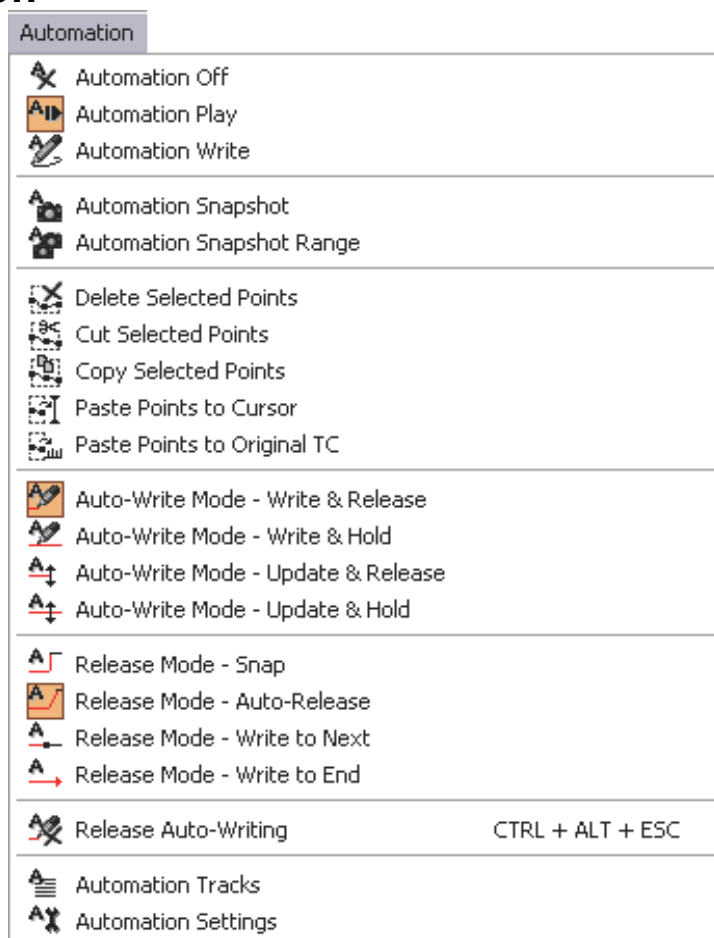 Automation
Automation Off
Automation Play
Automation Write
Automation Snapshot
Automation Snapshot Range
Delete Selected Points
Cut Selected Points
Copy Selected Points
Paste Points to Cursor
Paste Points to Original TC
Auto-Write Mode - Write & Release
Auto-Write Mode - Write & Hold
Auto-Write Mode - Update & Release
Auto-Write Mode - Update & Hold
Release Mode - Snap
Release Mode - Auto-Release
Release Mode - Write to Next
Release Mode - Write to End
Release Auto-Writing CTRL + ALT + ESC
Automation Tracks
Automation Settings